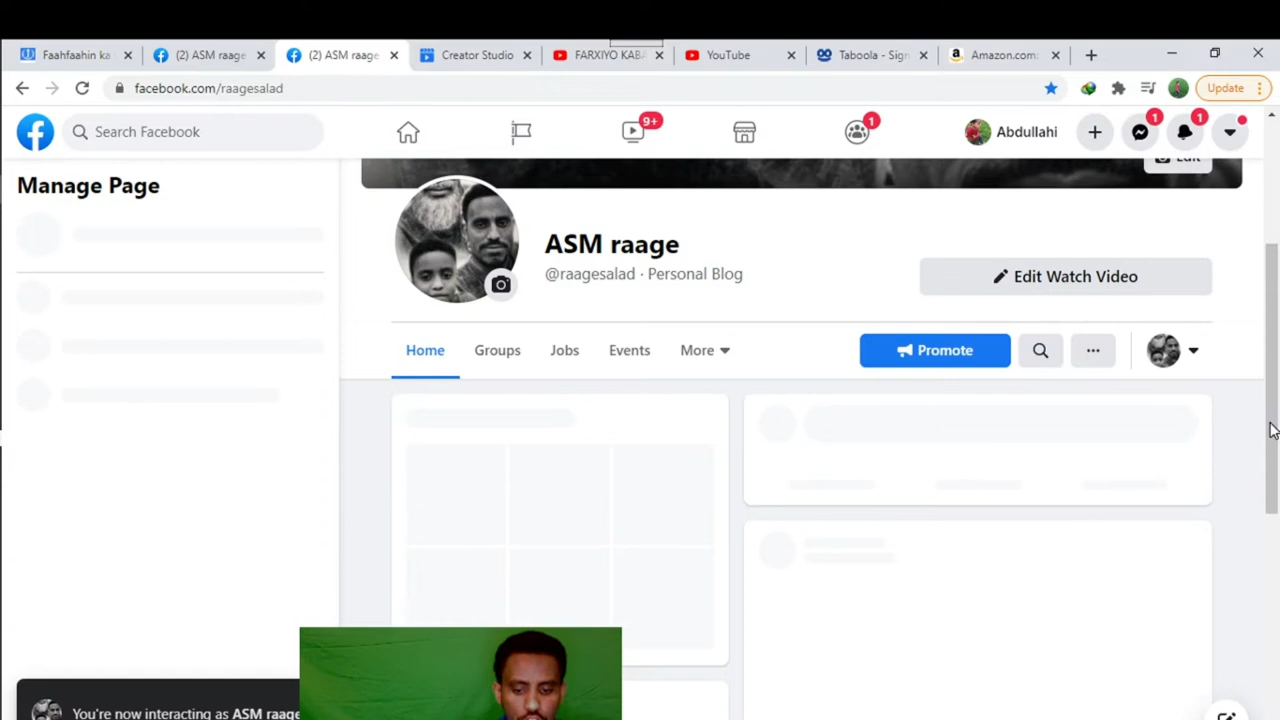 Faahfaahin ka
(2) ASM raage
(2) ASM raage
Creator Studio
FARXIYO KABA
YouTube
Taboola - Sign
Amazon.com:
facebook.com/raagesalad
Update
Search Facebook
9+
1
Abdullahi
1
1
Manage Page
Edit
ASM raage
@raagesalad · Personal Blog
Edit Watch Video
Home
Groups
Jobs
Events
More
Promote
You're now interacting as ASM raage